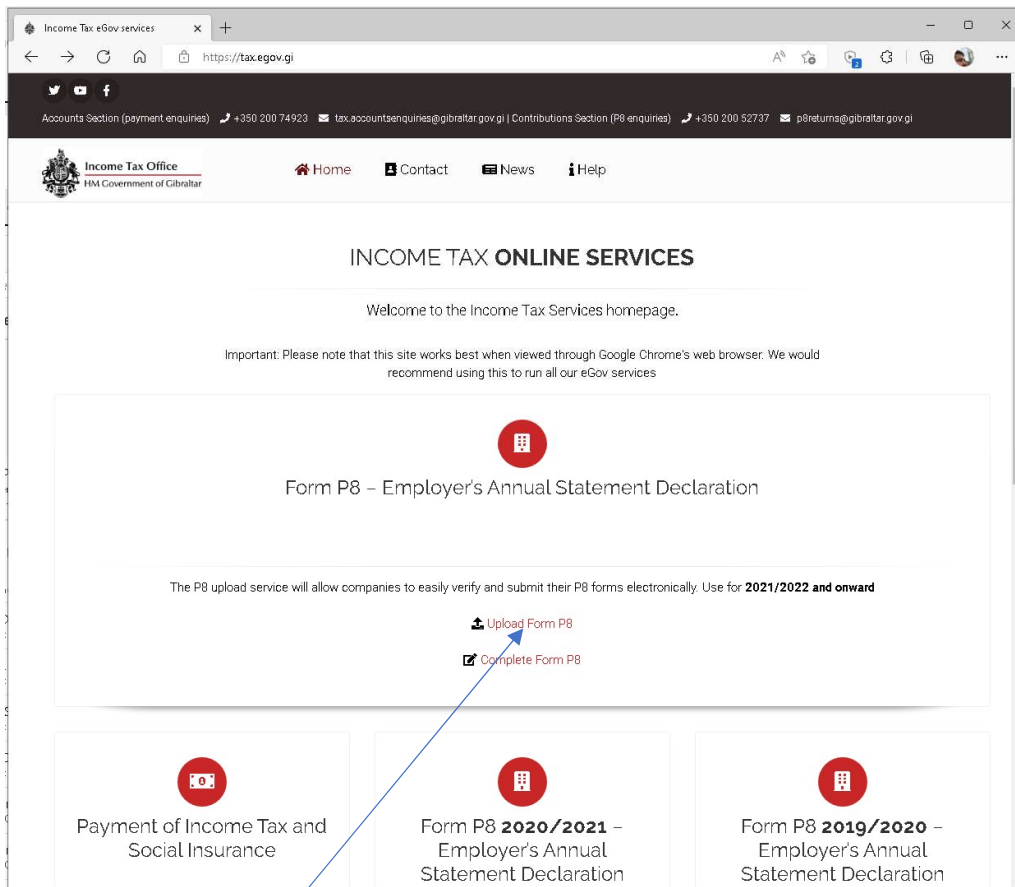 Income Tax eGov services
https://tax.egov.gi
2
Accounts Section (payment enquiries) +350 200 74923 tax.accountsenquiries@gibraltar.gov.gi | Contributions Section (P8 enquiries) +350 200 52737 p8returns@gibraltar.gov.gi
Income Tax Office
HM Government of Gibraltar
Home Contact News Help
INCOME TAX ONLINE SERVICES
Welcome to the Income Tax Services homepage.
Important: Please note that this site works best when viewed through Google Chrome's web browser. We would
recommend using this to run all our eGov services
Form P8 – Employer's Annual Statement Declaration
The P8 upload service will allow companies to easily verify and submit their P8 forms electronically. Use for 2021/2022 and onward
Upload Form P8
Complete Form P8
Payment of Income Tax and
Social Insurance
Form P8 2020/2021 –
Employer's Annual
Statement Declaration
Form P8 2019/2020 –
Employer's Annual
Statement Declaration